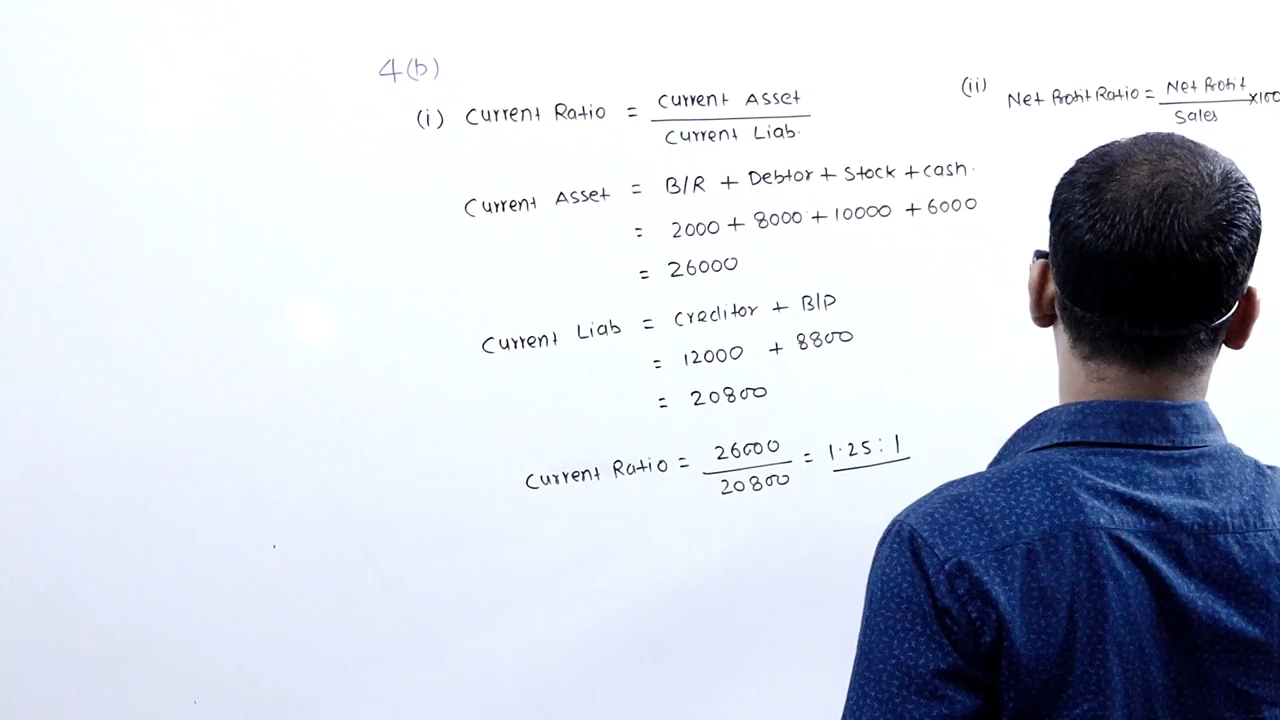 4(b)
(i) Current Ratio = Current Asset
Current Liab.
Current Asset = B/R + Debtor + Stock + Cash.
= 2000 + 8000 + 10000 + 6000
= 26000
Current Liab = Creditor + B/P
= 12000 + 8800
= 20800
Current Ratio = 26000
20800
= 1.25 : 1
(ii) Net Profit Ratio = Net Profit
Sales
×100